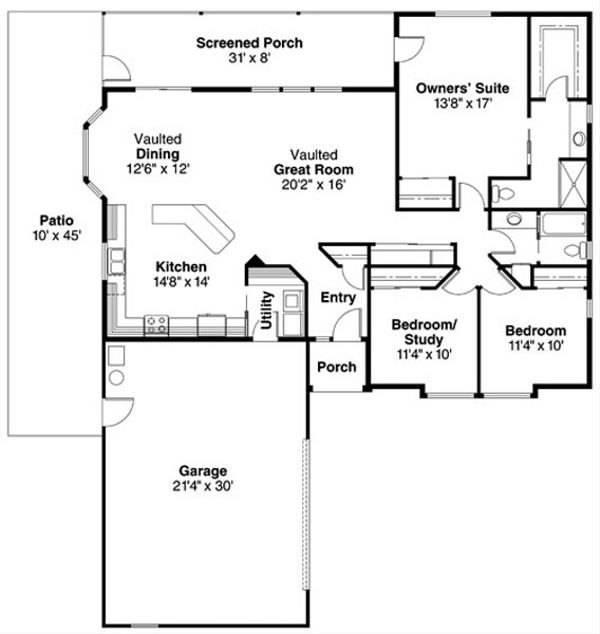 Screened Porch
31' x 8'
Owners' Suite
13'8" x 17'
Vaulted
Dining
12'6" x 12'
Vaulted
Great Room
20'2" x 16'
Patio
10' x 45'
Kitchen
14'8" x 14'
Utility
Entry
Bedroom/
Study
11'4" x 10'
Bedroom
11'4" x 10'
Porch
Garage
21'4" x 30'